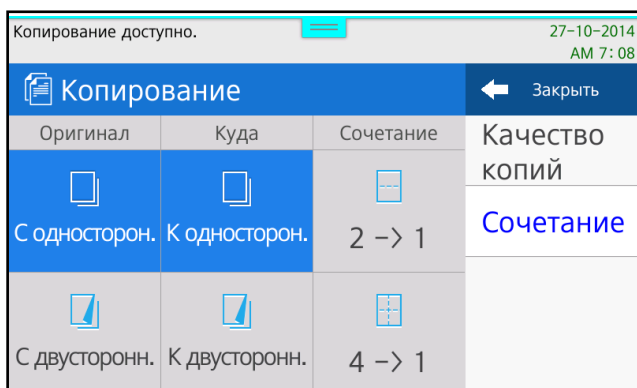 Копирование доступно.
27-10-2014
AM 7:08
Копирование
Закрыть
Оригинал
Куда
Сочетание
Качество
копий
С односторон.
К односторон.
2 -> 1
Сочетание
С двусторонн.
К двусторонн.
4 -> 1